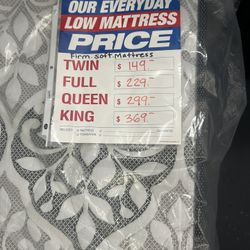 OUR EVERYDAY
LOW MATTRESS
PRICE
Firm. soft. mattress
TWIN $ 149.-
FULL $ 229.-
QUEEN $ 299.-
KING $ 369.-